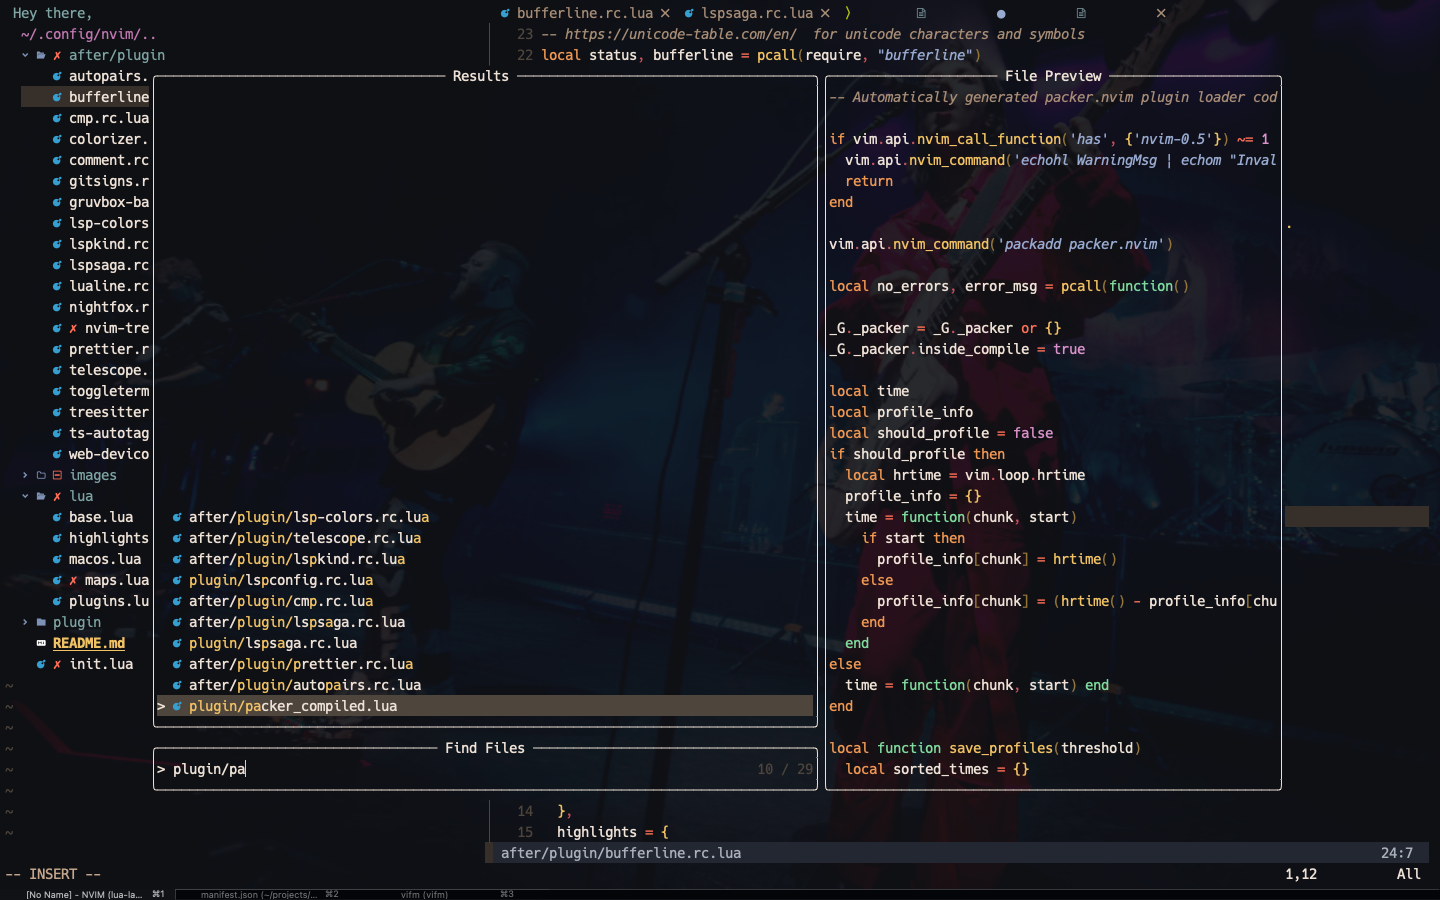 Hey there,
bufferline.rc.lua × lspsaga.rc.lua × ⟩
~/.config/nvim/..
after/plugin
autopairs.
bufferline
cmp.rc.lua
colorizer.
comment.rc
gitsigns.r
gruvbox-ba
lsp-colors
lspkind.rc
lspsaga.rc
lualine.rc
nightfox.r
✗ nvim-tre
prettier.r
telescope.
toggleterm
treesitter
ts-autotag
web-devico
images
✗ lua
base.lua
highlights
macos.lua
✗ maps.lua
plugins.lu
plugin
README.md
✗ init.lua
~
~
~
~
~
~
~
~
23 -- https://unicode-table.com/en/  for unicode characters and symbols
22 local status, bufferline = pcall(require, "bufferline")
Results
after/plugin/lsp-colors.rc.lua
after/plugin/telescope.rc.lua
after/plugin/lspkind.rc.lua
plugin/lspconfig.rc.lua
after/plugin/cmp.rc.lua
after/plugin/lspsaga.rc.lua
plugin/lspsaga.rc.lua
after/plugin/prettier.rc.lua
after/plugin/autopairs.rc.lua
> plugin/packer_compiled.lua
Find Files
> plugin/pa 10 / 29
File Preview
-- Automatically generated packer.nvim plugin loader cod
if vim.api.nvim_call_function('has', {'nvim-0.5'}) ~= 1
  vim.api.nvim_command('echohl WarningMsg | echom "Inval
  return
end
vim.api.nvim_command('packadd packer.nvim')
local no_errors, error_msg = pcall(function()
_G._packer = _G._packer or {}
_G._packer.inside_compile = true
local time
local profile_info
local should_profile = false
if should_profile then
  local hrtime = vim.loop.hrtime
  profile_info = {}
  time = function(chunk, start)
    if start then
      profile_info[chunk] = hrtime()
    else
      profile_info[chunk] = (hrtime() - profile_info[chu
    end
  end
else
  time = function(chunk, start) end
end
local function save_profiles(threshold)
  local sorted_times = {}
14 },
15 highlights = {
after/plugin/bufferline.rc.lua 24:7
-- INSERT -- 1,12 All
[No Name] - NVIM (lua-la... ⌘1 manifest.json (~/projects/... ⌘2 vifm (vifm) ⌘3